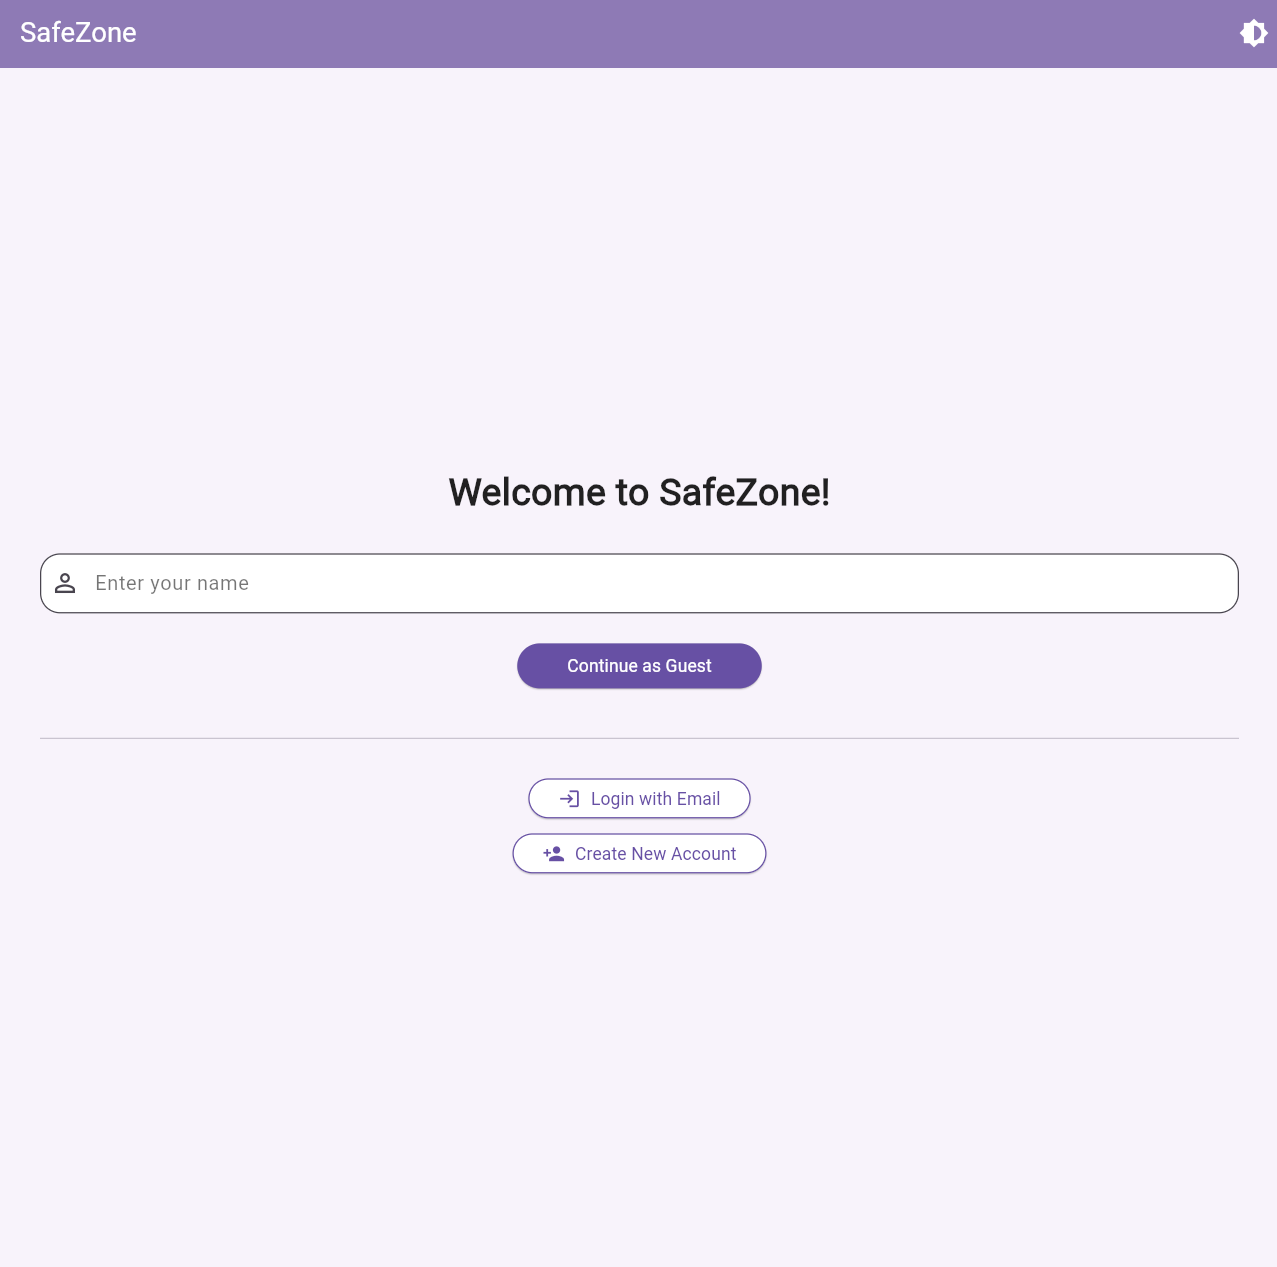 SafeZone
Welcome to SafeZone!
Enter your name
Continue as Guest
Login with Email
Create New Account